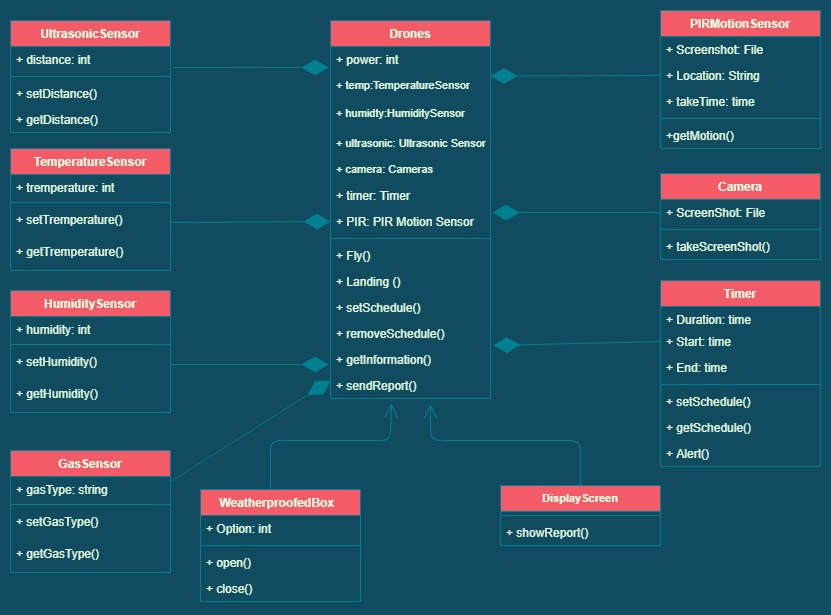 UltrasonicSensor
+ distance: int
+ setDistance()
+ getDistance()
TemperatureSensor
+ tremperature: int
+ setTremperature()
+ getTremperature()
HumiditySensor
+ humidity: int
+ setHumidity()
+ getHumidity()
GasSensor
+ gasType: string
+ setGasType()
+ getGasType()
Drones
+ power: int
+ temp:TemperatureSensor
+ humidty:HumiditySensor
+ ultrasonic: Ultrasonic Sensor
+ camera: Cameras
+ timer: Timer
+ PIR: PIR Motion Sensor
+ Fly()
+ Landing ()
+ setSchedule()
+ removeSchedule()
+ getInformation()
+ sendReport()
WeatherproofedBox
+ Option: int
+ open()
+ close()
DisplayScreen
+ showReport()
PIRMotionSensor
+ Screenshot: File
+ Location: String
+ takeTime: time
+getMotion()
Camera
+ ScreenShot: File
+ takeScreenShot()
Timer
+ Duration: time
+ Start: time
+ End: time
+ setSchedule()
+ getSchedule()
+ Alert()